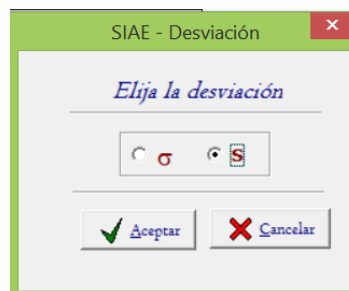 SIAE - Desviación
Elija la desviación
σ S
Aceptar Cancelar